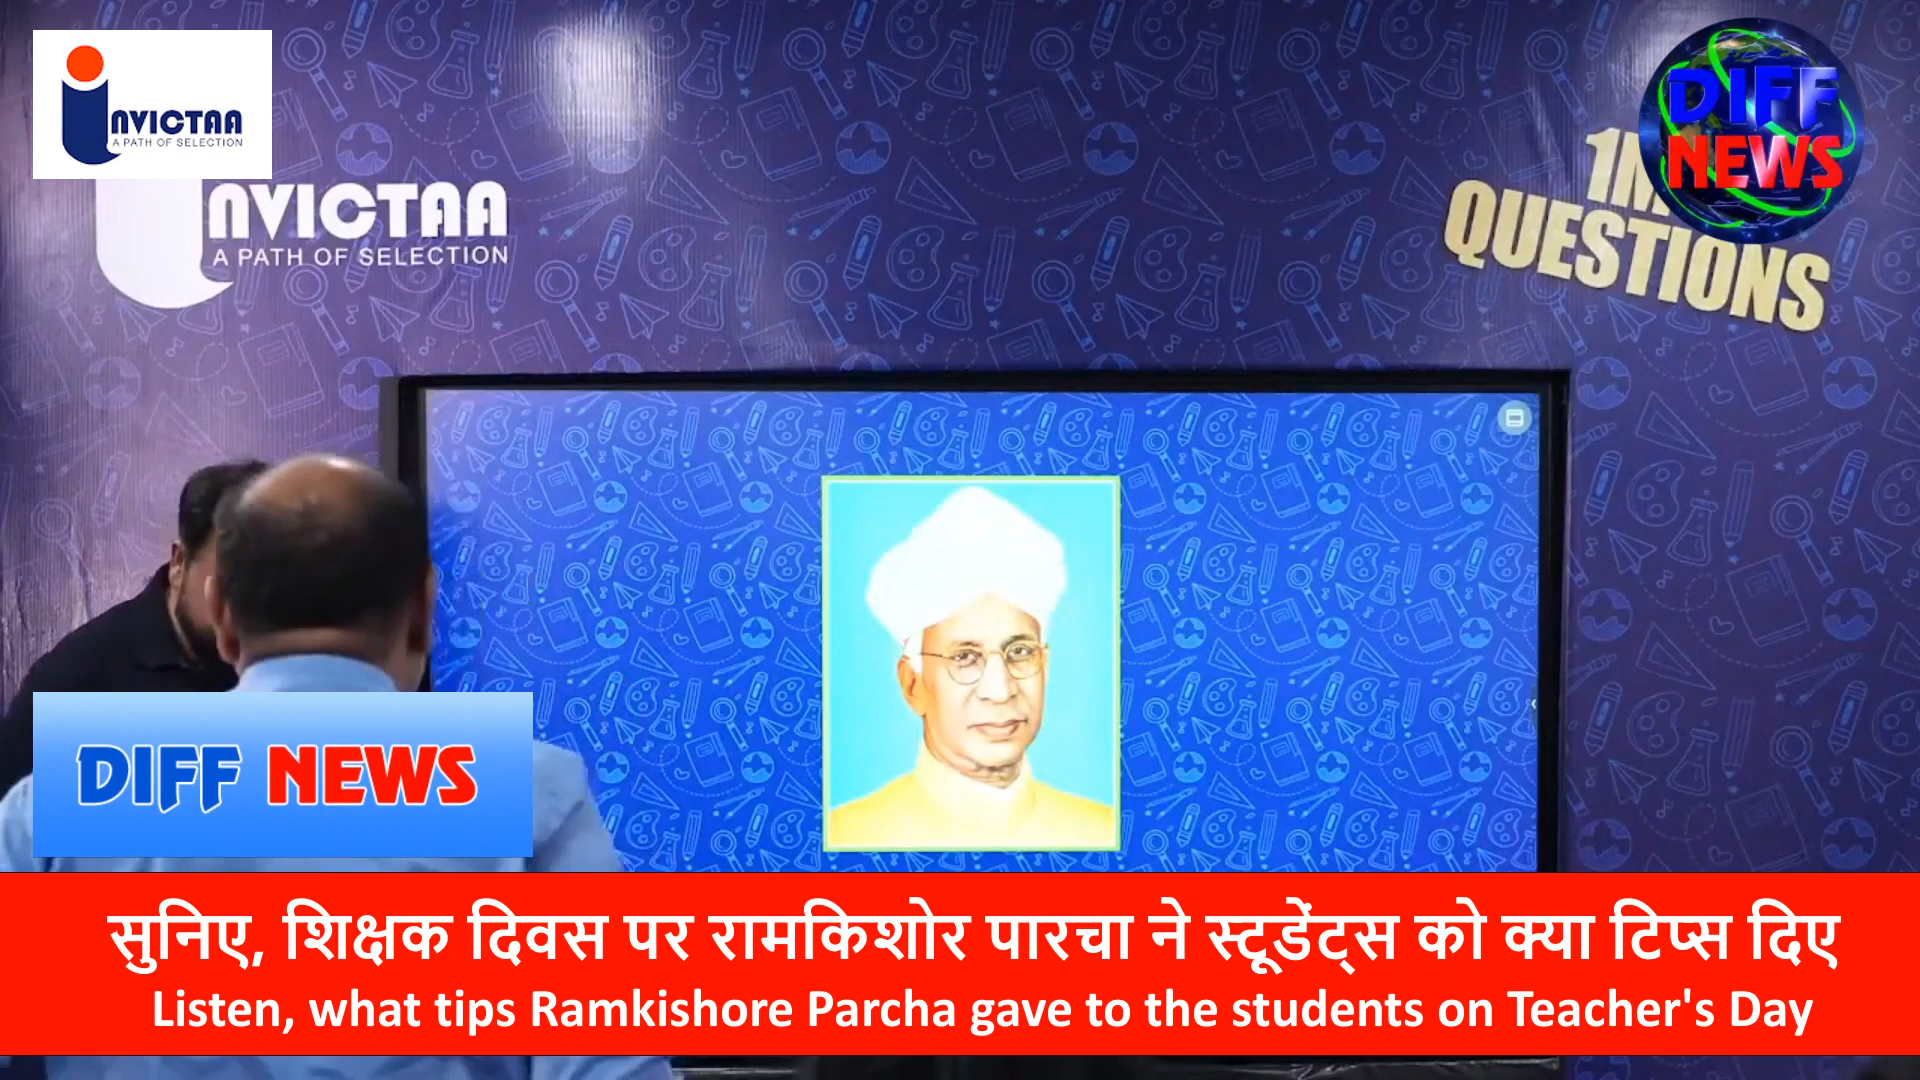 INVICTAA
A PATH OF SELECTION
DIFF
NEWS
NVICTAA
A PATH OF SELECTION
QUESTIONS
DIFF NEWS
सुनिए, शिक्षक दिवस पर रामकिशोर पारचा ने स्टूडेंट्स को क्या टिप्स दिए
Listen, what tips Ramkishore Parcha gave to the students on Teacher's Day